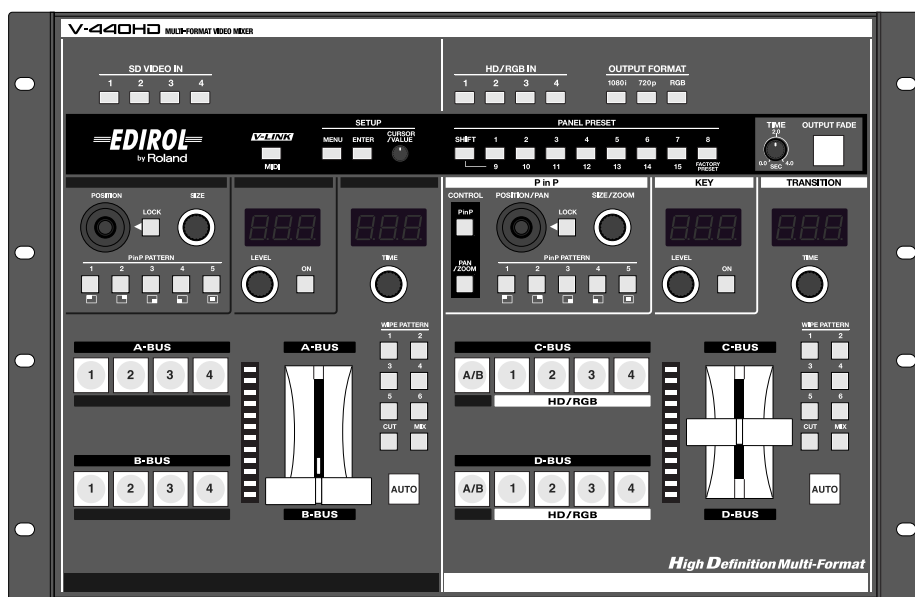 V-440HD MULTI-FORMAT VIDEO MIXER
SD VIDEO IN
1 2 3 4
HD/RGB IN
1 2 3 4
OUTPUT FORMAT
1080i 720p RGB
EDIROL
by Roland
V-LINK
MIDI
SETUP
MENU ENTER CURSOR
/VALUE
PANEL PRESET
SHIFT 1 2 3 4 5 6 7 8
9 10 11 12 13 14 15 FACTORY
PRESET
TIME
2.0
0.0 SEC 4.0
OUTPUT FADE
POSITION
LOCK
SIZE
PinP PATTERN
1 2 3 4 5
LEVEL
ON
TIME
PinP
CONTROL
PinP
PAN
/ZOOM
POSITION/PAN
LOCK
SIZE/ZOOM
PinP PATTERN
1 2 3 4 5
KEY
LEVEL
ON
TRANSITION
TIME
A-BUS
1 2 3 4
B-BUS
1 2 3 4
A-BUS
B-BUS
WIPE PATTERN
1 2
3 4
5 6
CUT MIX
AUTO
C-BUS
A/B 1 2 3 4
HD/RGB
D-BUS
A/B 1 2 3 4
HD/RGB
C-BUS
D-BUS
WIPE PATTERN
1 2
3 4
5 6
CUT MIX
AUTO
High Definition Multi-Format